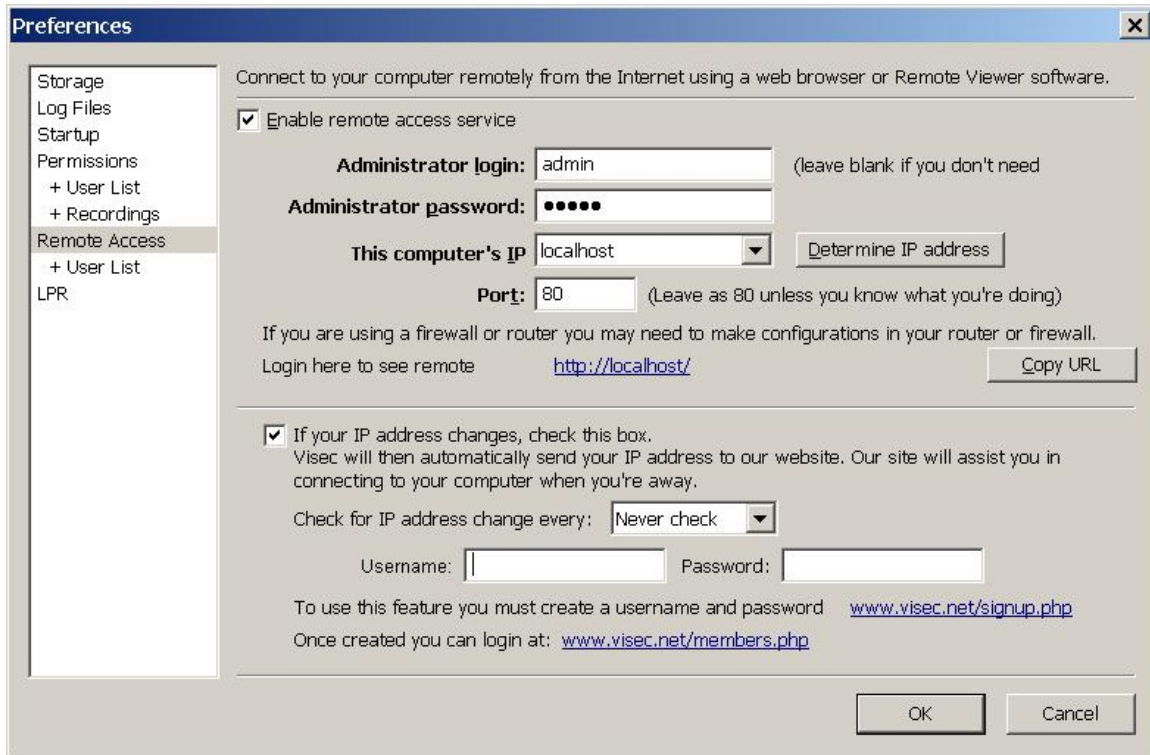 Preferences
Storage
Log Files
Startup
Permissions
+ User List
+ Recordings
Remote Access
+ User List
LPR
Connect to your computer remotely from the Internet using a web browser or Remote Viewer software.
Enable remote access service
Administrator login: admin (leave blank if you don't need
Administrator password: •••••
This computer's IP localhost Determine IP address
Port: 80 (Leave as 80 unless you know what you're doing)
If you are using a firewall or router you may need to make configurations in your router or firewall.
Login here to see remote http://localhost/ Copy URL
If your IP address changes, check this box.
Visec will then automatically send your IP address to our website. Our site will assist you in
connecting to your computer when you're away.
Check for IP address change every: Never check
Username: Password:
To use this feature you must create a username and password www.visec.net/signup.php
Once created you can login at: www.visec.net/members.php
OK Cancel